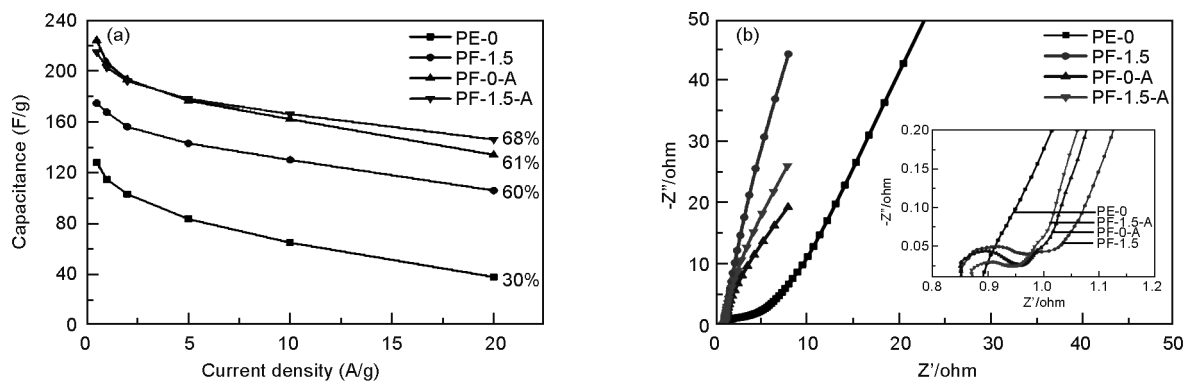 (a)
PE-0
PF-1.5
PF-0-A
PF-1.5-A
240
200
160
120
80
40
0
68%
61%
60%
30%
0
5
10
15
20
Capacitance (F/g)
Current density (A/g)
(b)
PE-0
PF-1.5
PF-0-A
PF-1.5-A
50
40
30
20
10
0
0
10
20
30
40
50
-Z″/ohm
Z'/ohm
0.20
0.15
0.10
0.05
0.8
0.9
1.0
1.1
1.2
-Z″/ohm
Z'/ohm
PE-0
PF-1.5-A
PF-0-A
PF-1.5